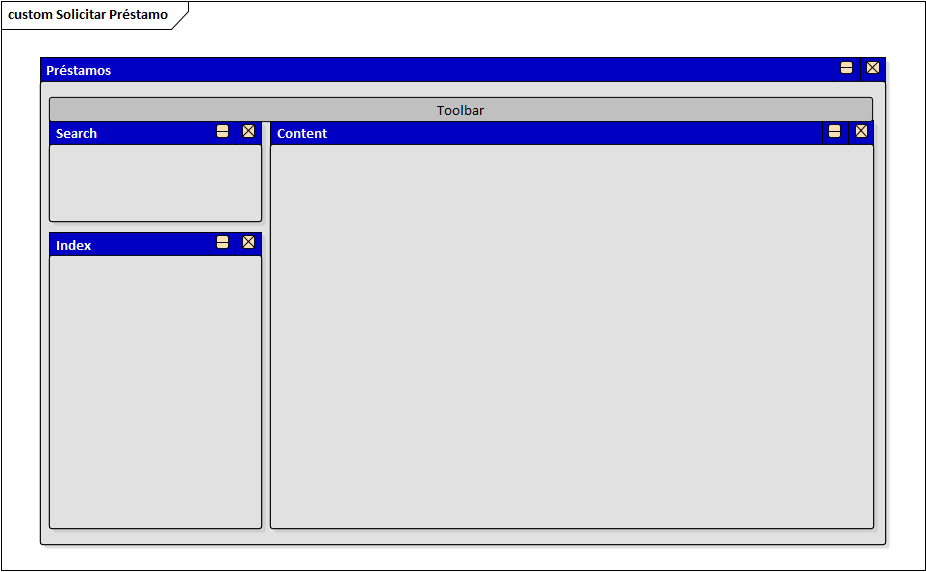 custom Solicitar Préstamo
Préstamos
Toolbar
Search
Content
Index